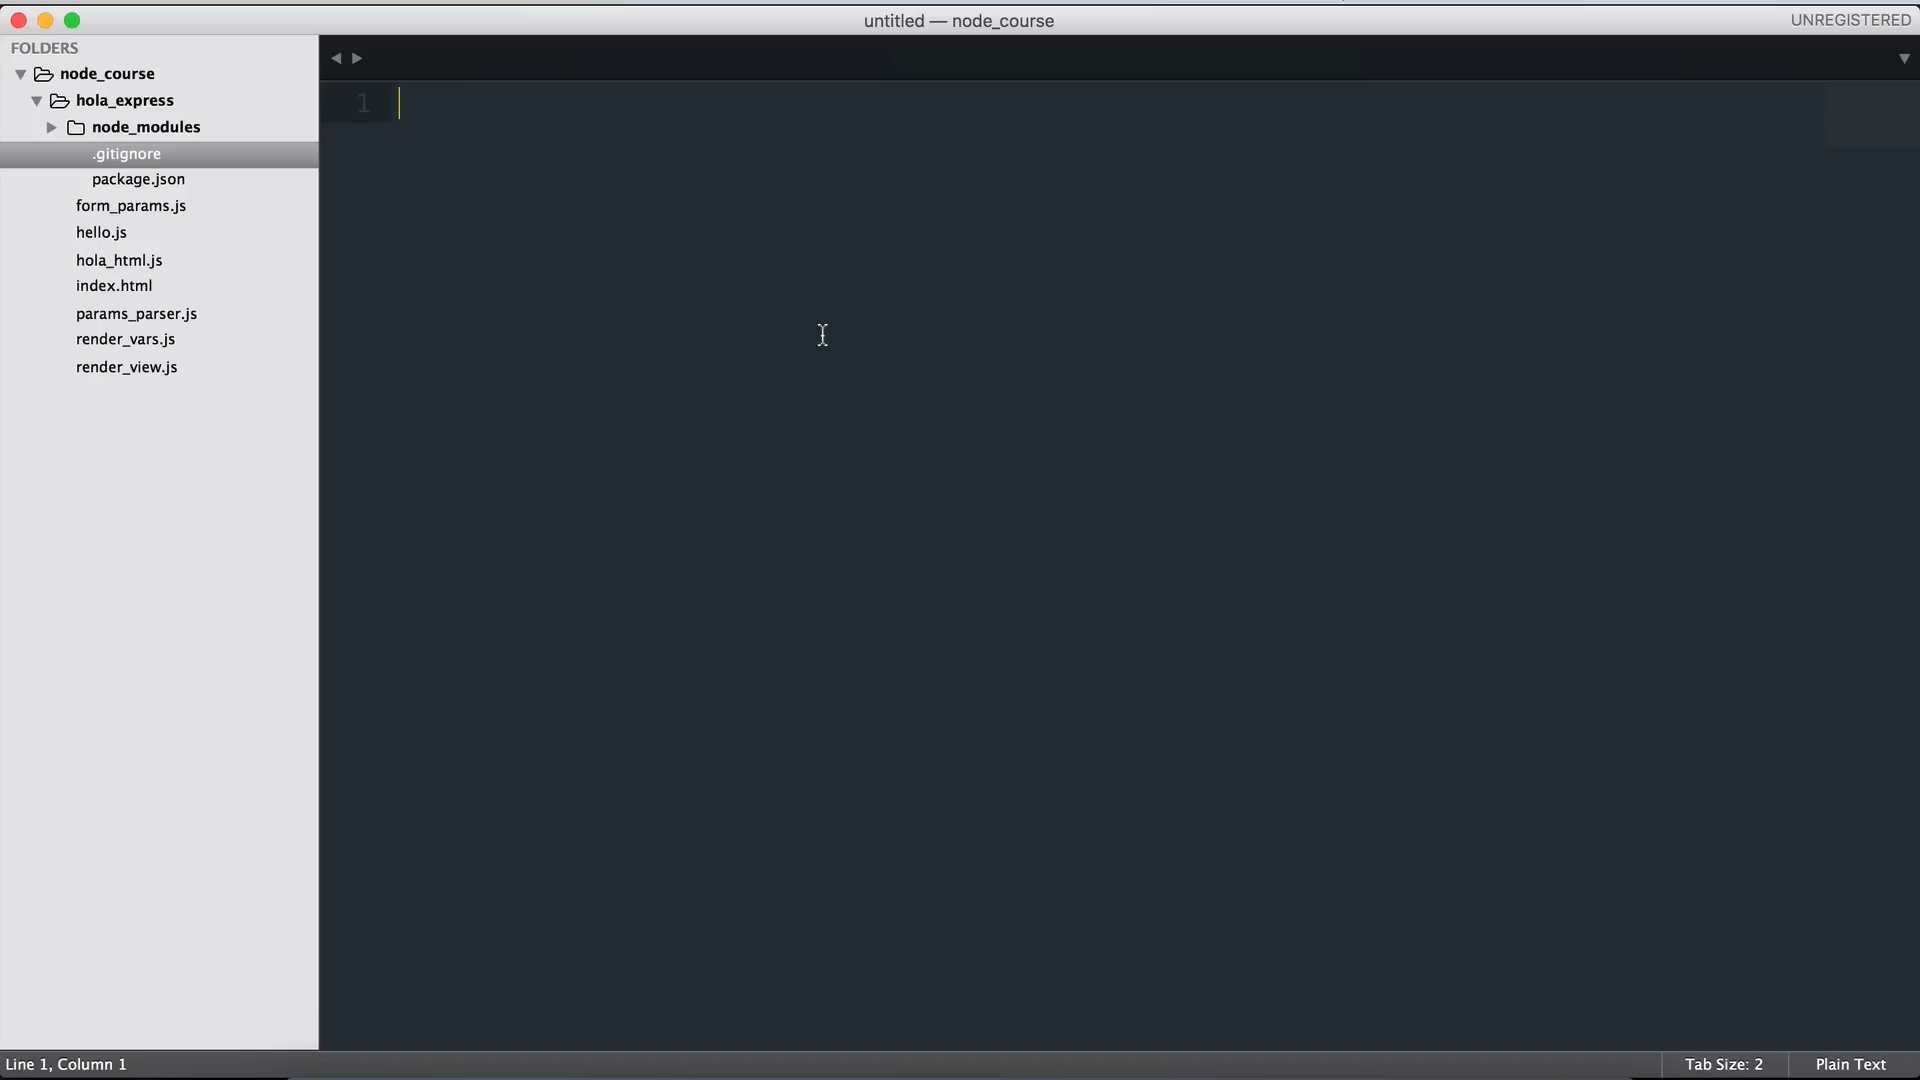 untitled — node_course
UNREGISTERED
FOLDERS
node_course
hola_express
node_modules
.gitignore
package.json
form_params.js
hello.js
hola_html.js
index.html
params_parser.js
render_vars.js
render_view.js
1
Line 1, Column 1
Tab Size: 2
Plain Text